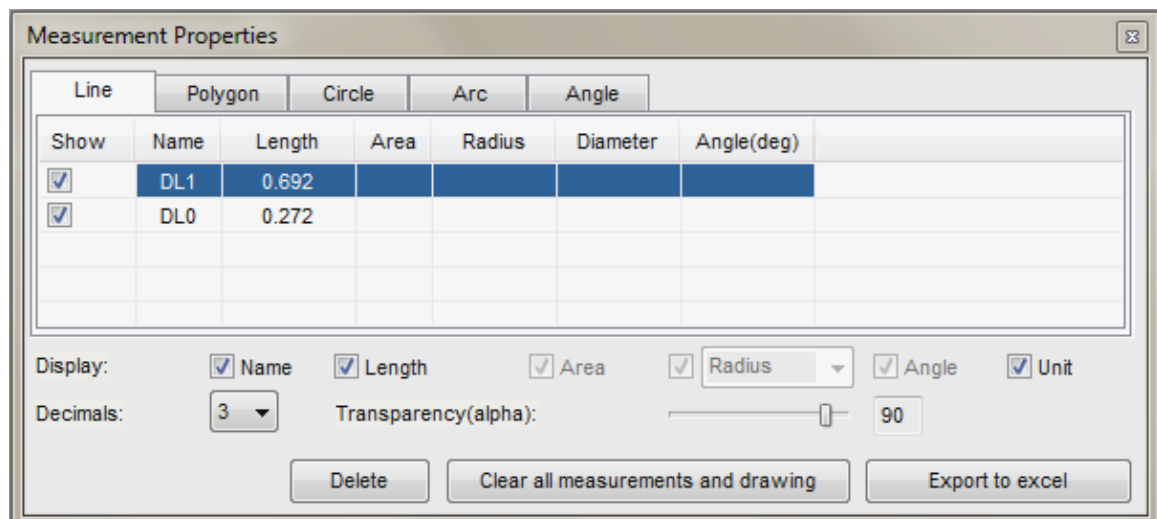 Measurement Properties
Line Polygon Circle Arc Angle
Show Name Length Area Radius Diameter Angle(deg)
DL1 0.692
DL0 0.272
Display: Name Length Area Radius Angle Unit
Decimals: 3 Transparency(alpha): 90
Delete Clear all measurements and drawing Export to excel